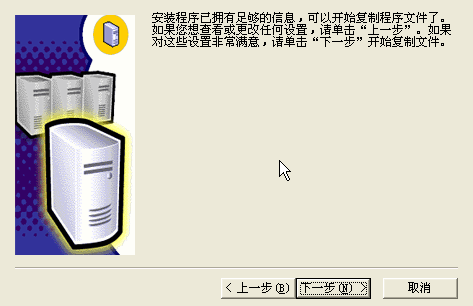 安装程序已拥有足够的信息，可以开始复制程序文件了。
如果您想查看或更改任何设置，请单击“上一步”。如果
对这些设置非常满意，请单击“下一步”开始复制文件。
< 上一步(B) 下一步(N) > 取消